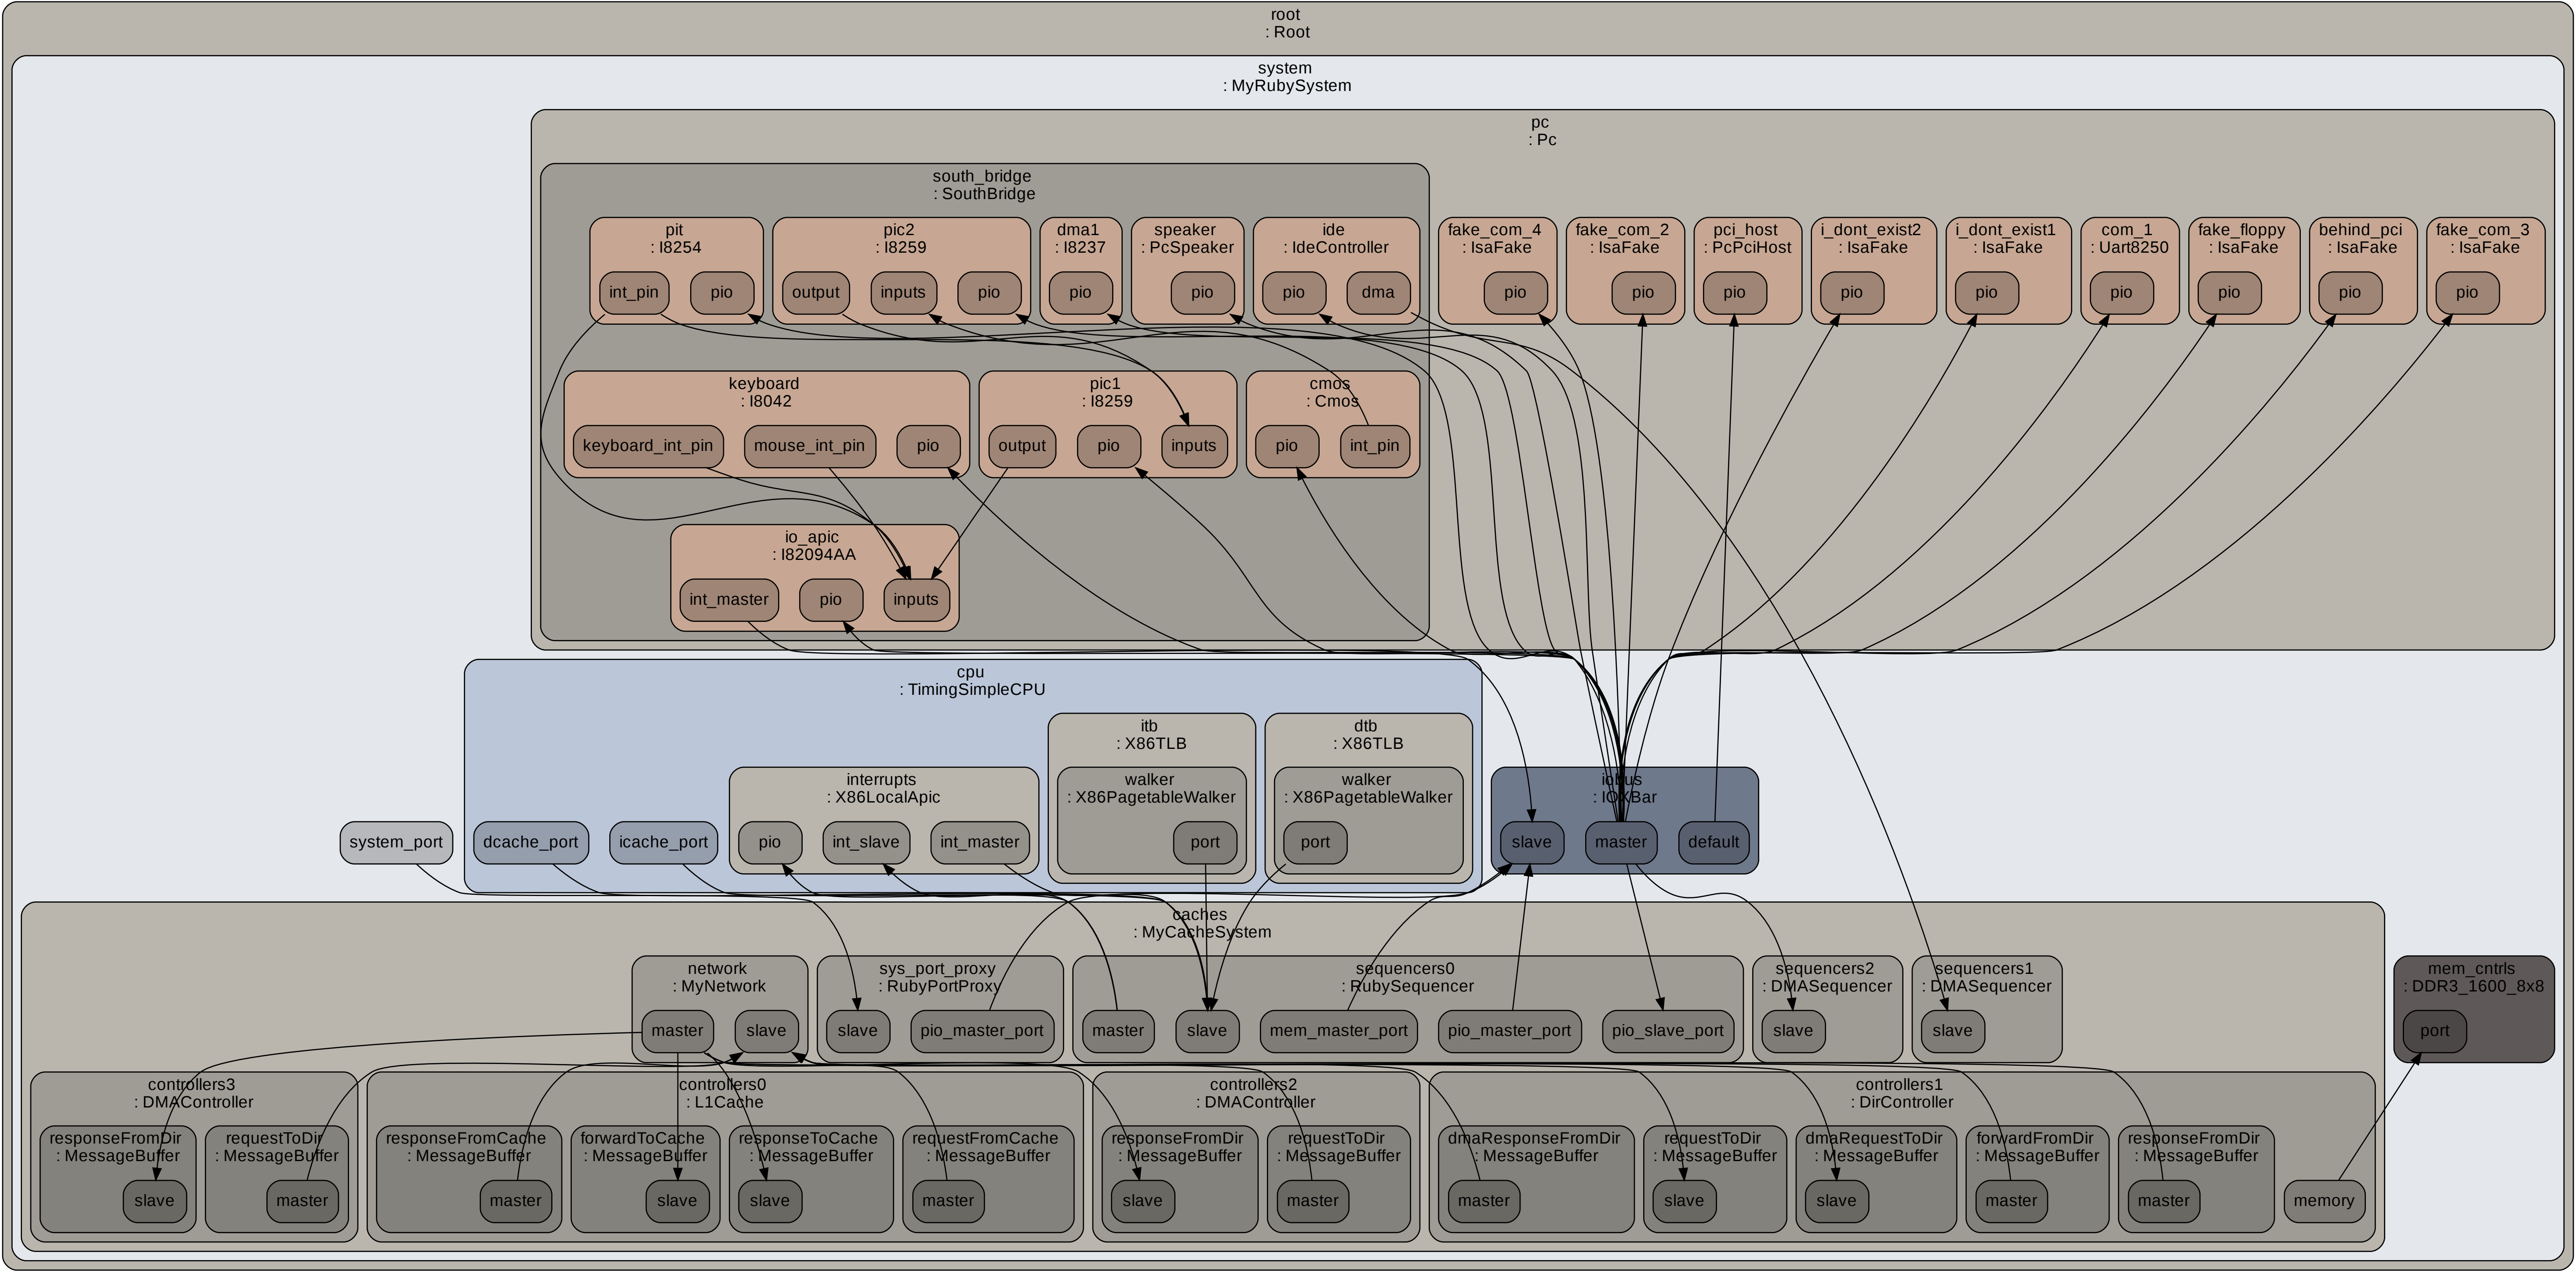 root
: Root
system
: MyRubySystem
pc
: Pc
south_bridge
: SouthBridge
pit
: I8254
int_pin
pio
pic2
: I8259
output
inputs
pio
dma1
: I8237
pio
speaker
: PcSpeaker
pio
ide
: IdeController
pio
dma
fake_com_4
: IsaFake
pio
fake_com_2
: IsaFake
pio
pci_host
: PcPciHost
pio
i_dont_exist2
: IsaFake
pio
i_dont_exist1
: IsaFake
pio
com_1
: Uart8250
pio
fake_floppy
: IsaFake
pio
behind_pci
: IsaFake
pio
fake_com_3
: IsaFake
pio
keyboard
: I8042
keyboard_int_pin
mouse_int_pin
pio
pic1
: I8259
output
pio
inputs
cmos
: Cmos
pio
int_pin
io_apic
: I82094AA
int_master
pio
inputs
cpu
: TimingSimpleCPU
system_port
dcache_port
icache_port
interrupts
: X86LocalApic
pio
int_slave
int_master
itb
: X86TLB
walker
: X86PagetableWalker
port
dtb
: X86TLB
walker
: X86PagetableWalker
port
iobus
: IOXBar
slave
master
default
caches
: MyCacheSystem
network
: MyNetwork
master
slave
sys_port_proxy
: RubyPortProxy
slave
pio_master_port
sequencers0
: RubySequencer
master
slave
mem_master_port
pio_master_port
pio_slave_port
sequencers2
: DMASequencer
slave
sequencers1
: DMASequencer
slave
mem_cntrls
: DDR3_1600_8x8
port
controllers3
: DMAController
responseFromDir
: MessageBuffer
slave
requestToDir
: MessageBuffer
master
controllers0
: L1Cache
responseFromCache
: MessageBuffer
master
forwardToCache
: MessageBuffer
slave
responseToCache
: MessageBuffer
slave
requestFromCache
: MessageBuffer
master
controllers2
: DMAController
responseFromDir
: MessageBuffer
slave
requestToDir
: MessageBuffer
master
controllers1
: DirController
dmaResponseFromDir
: MessageBuffer
master
requestToDir
: MessageBuffer
slave
dmaRequestToDir
: MessageBuffer
slave
forwardFromDir
: MessageBuffer
master
responseFromDir
: MessageBuffer
master
memory